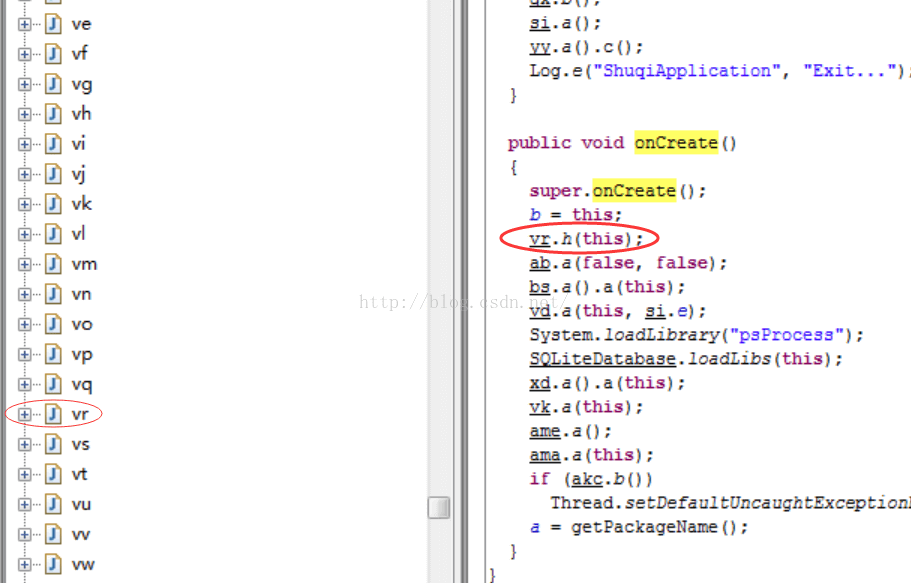 ve
vf
vg
vh
vi
vj
vk
vl
vm
vn
vo
vp
vq
vr
vs
vt
vu
vv
vw
si.a();
yy.a().c();
Log.e("ShuqiApplication", "Exit...");
}
public void onCreate()
{
super.onCreate();
b = this;
vr.h(this);
ab.a(false, false);
bs.a().a(this);
vd.a(this, si.e);
System.loadLibrary("psProcess");
SQLiteDatabase.loadLibs(this);
xd.a().a(this);
vk.a(this);
ame.a();
ama.a(this);
if (akc.b())
Thread.setDefaultUncaughtException
a = getPackageName();
}
}
http://blog.csdn.net/